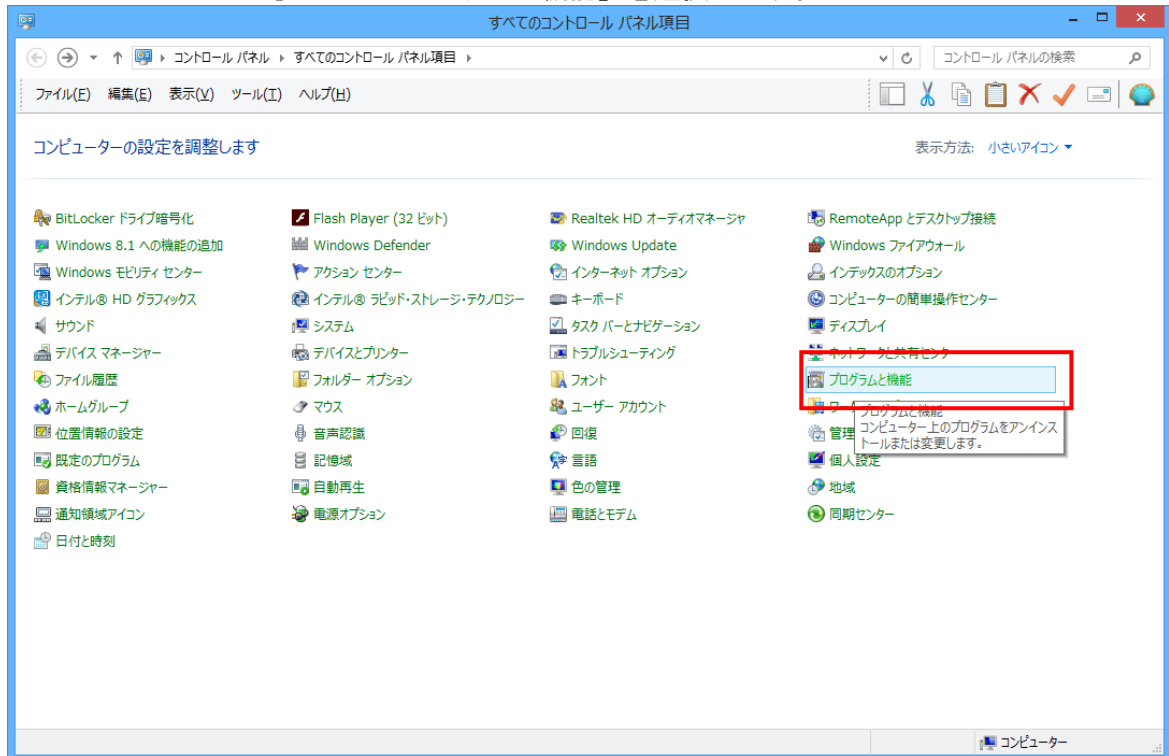 すべてのコントロール パネル項目
コントロール パネル ▸ すべてのコントロール パネル項目 ▸
コントロール パネルの検索
ファイル(F) 編集(E) 表示(V) ツール(T) ヘルプ(H)
コンピューターの設定を調整します
表示方法: 小さいアイコン
BitLocker ドライブ暗号化
Flash Player (32 ビット)
Realtek HD オーディオマネージャ
RemoteApp とデスクトップ接続
Windows 8.1 への機能の追加
Windows Defender
Windows Update
Windows ファイアウォール
Windows モビリティ センター
アクション センター
インターネット オプション
インデックスのオプション
インテル® HD グラフィックス
インテル® ラピッド・ストレージ・テクノロジー
キーボード
コンピューターの簡単操作センター
サウンド
システム
タスク バーとナビゲーション
ディスプレイ
デバイス マネージャー
デバイスとプリンター
トラブルシューティング
ネットワークと共有センター
ファイル履歴
フォルダー オプション
フォント
プログラムと機能
ホームグループ
マウス
ユーザー アカウント
プログラムと機能
コンピューター上のプログラムをアンインス
トールまたは変更します。
位置情報の設定
音声認識
回復
管理
既定のプログラム
記憶域
言語
個人設定
資格情報マネージャー
自動再生
色の管理
地域
通知領域アイコン
電源オプション
電話とモデム
同期センター
日付と時刻
コンピューター